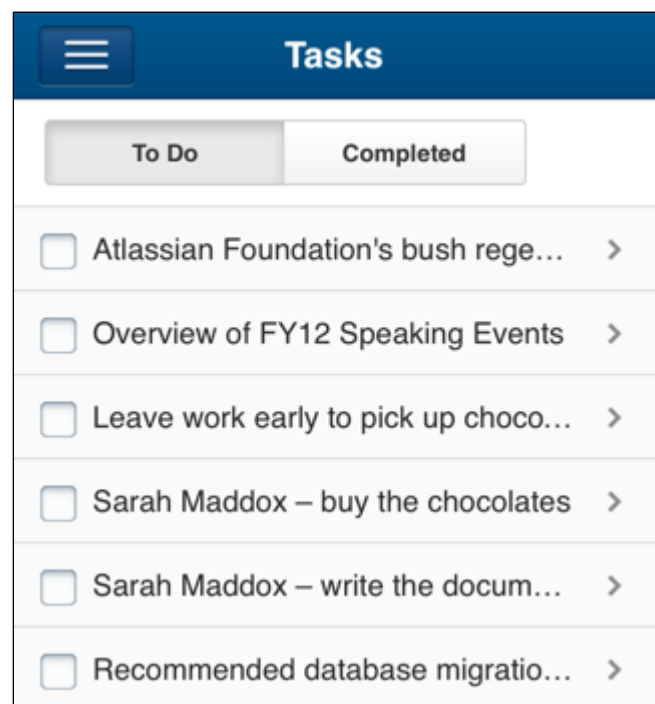 Tasks
To Do Completed
Atlassian Foundation's bush rege...
Overview of FY12 Speaking Events
Leave work early to pick up choco...
Sarah Maddox – buy the chocolates
Sarah Maddox – write the docum...
Recommended database migratio...